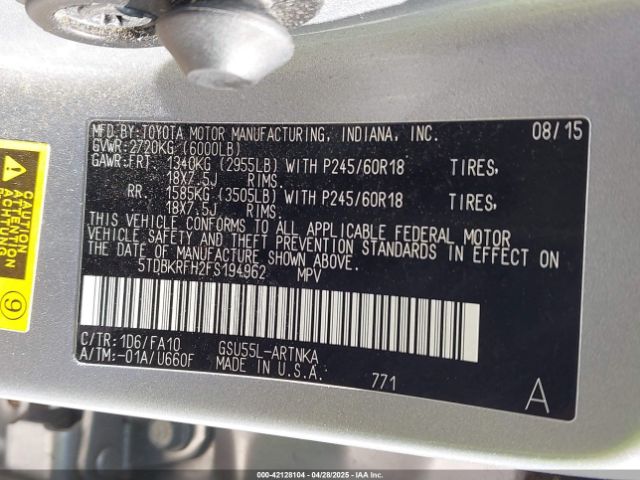 MFD.BY:TOYOTA MOTOR MANUFACTURING, INDIANA, INC. 08/15
GVWR:2720KG (6000LB)
GAWR:FRT. 1340KG (2955LB) WITH P245/60R18 TIRES,
18X7.5J RIMS.
RR. 1585KG (3505LB) WITH P245/60R18 TIRES,
18X7.5J RIMS.
THIS VEHICLE CONFORMS TO ALL APPLICABLE FEDERAL MOTOR
VEHICLE SAFETY AND THEFT PREVENTION STANDARDS IN EFFECT ON
THE DATE OF MANUFACTURE SHOWN ABOVE.
5TDBKRFH2FS194962 MPV
C/TR:1D6/FA10 GSU55L-ARTNKA
A/TM:-01A/U660F MADE IN U.S.A. 771 A
CAUTION
ATTENTION
ACHTUNG
9
000-42128104 - 04/28/2025 - IAAI.COM